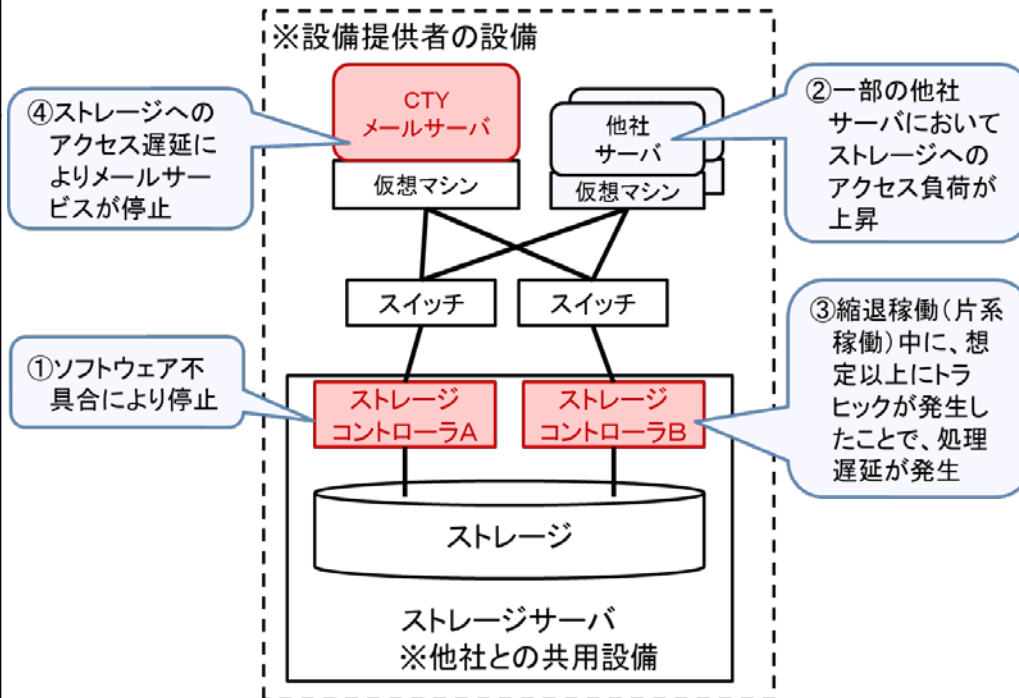 ※設備提供者の設備
④ストレージへの
アクセス遅延に
よりメールサー
ビスが停止
CTY
メールサーバ
仮想マシン
他社
サーバ
仮想マシン
②一部の他社
サーバにおいて
ストレージへの
アクセス負荷が
上昇
スイッチ
スイッチ
①ソフトウェア不
具合により停止
ストレージ
コントローラA
ストレージ
コントローラB
③縮退稼働(片系
稼働)中に、想
定以上にトラ
ヒックが発生し
たことで、処理
遅延が発生
ストレージ
ストレージサーバ
※他社との共用設備